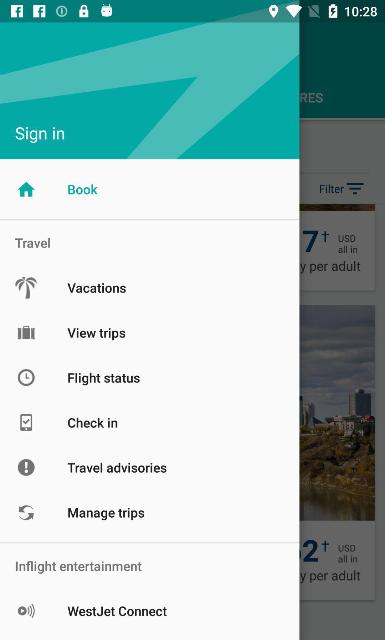 10:28
RES
Sign in
Book
Filter
Travel
7† USD
all in
y per adult
Vacations
View trips
Flight status
Check in
Travel advisories
Manage trips
2† USD
all in
y per adult
Inflight entertainment
WestJet Connect